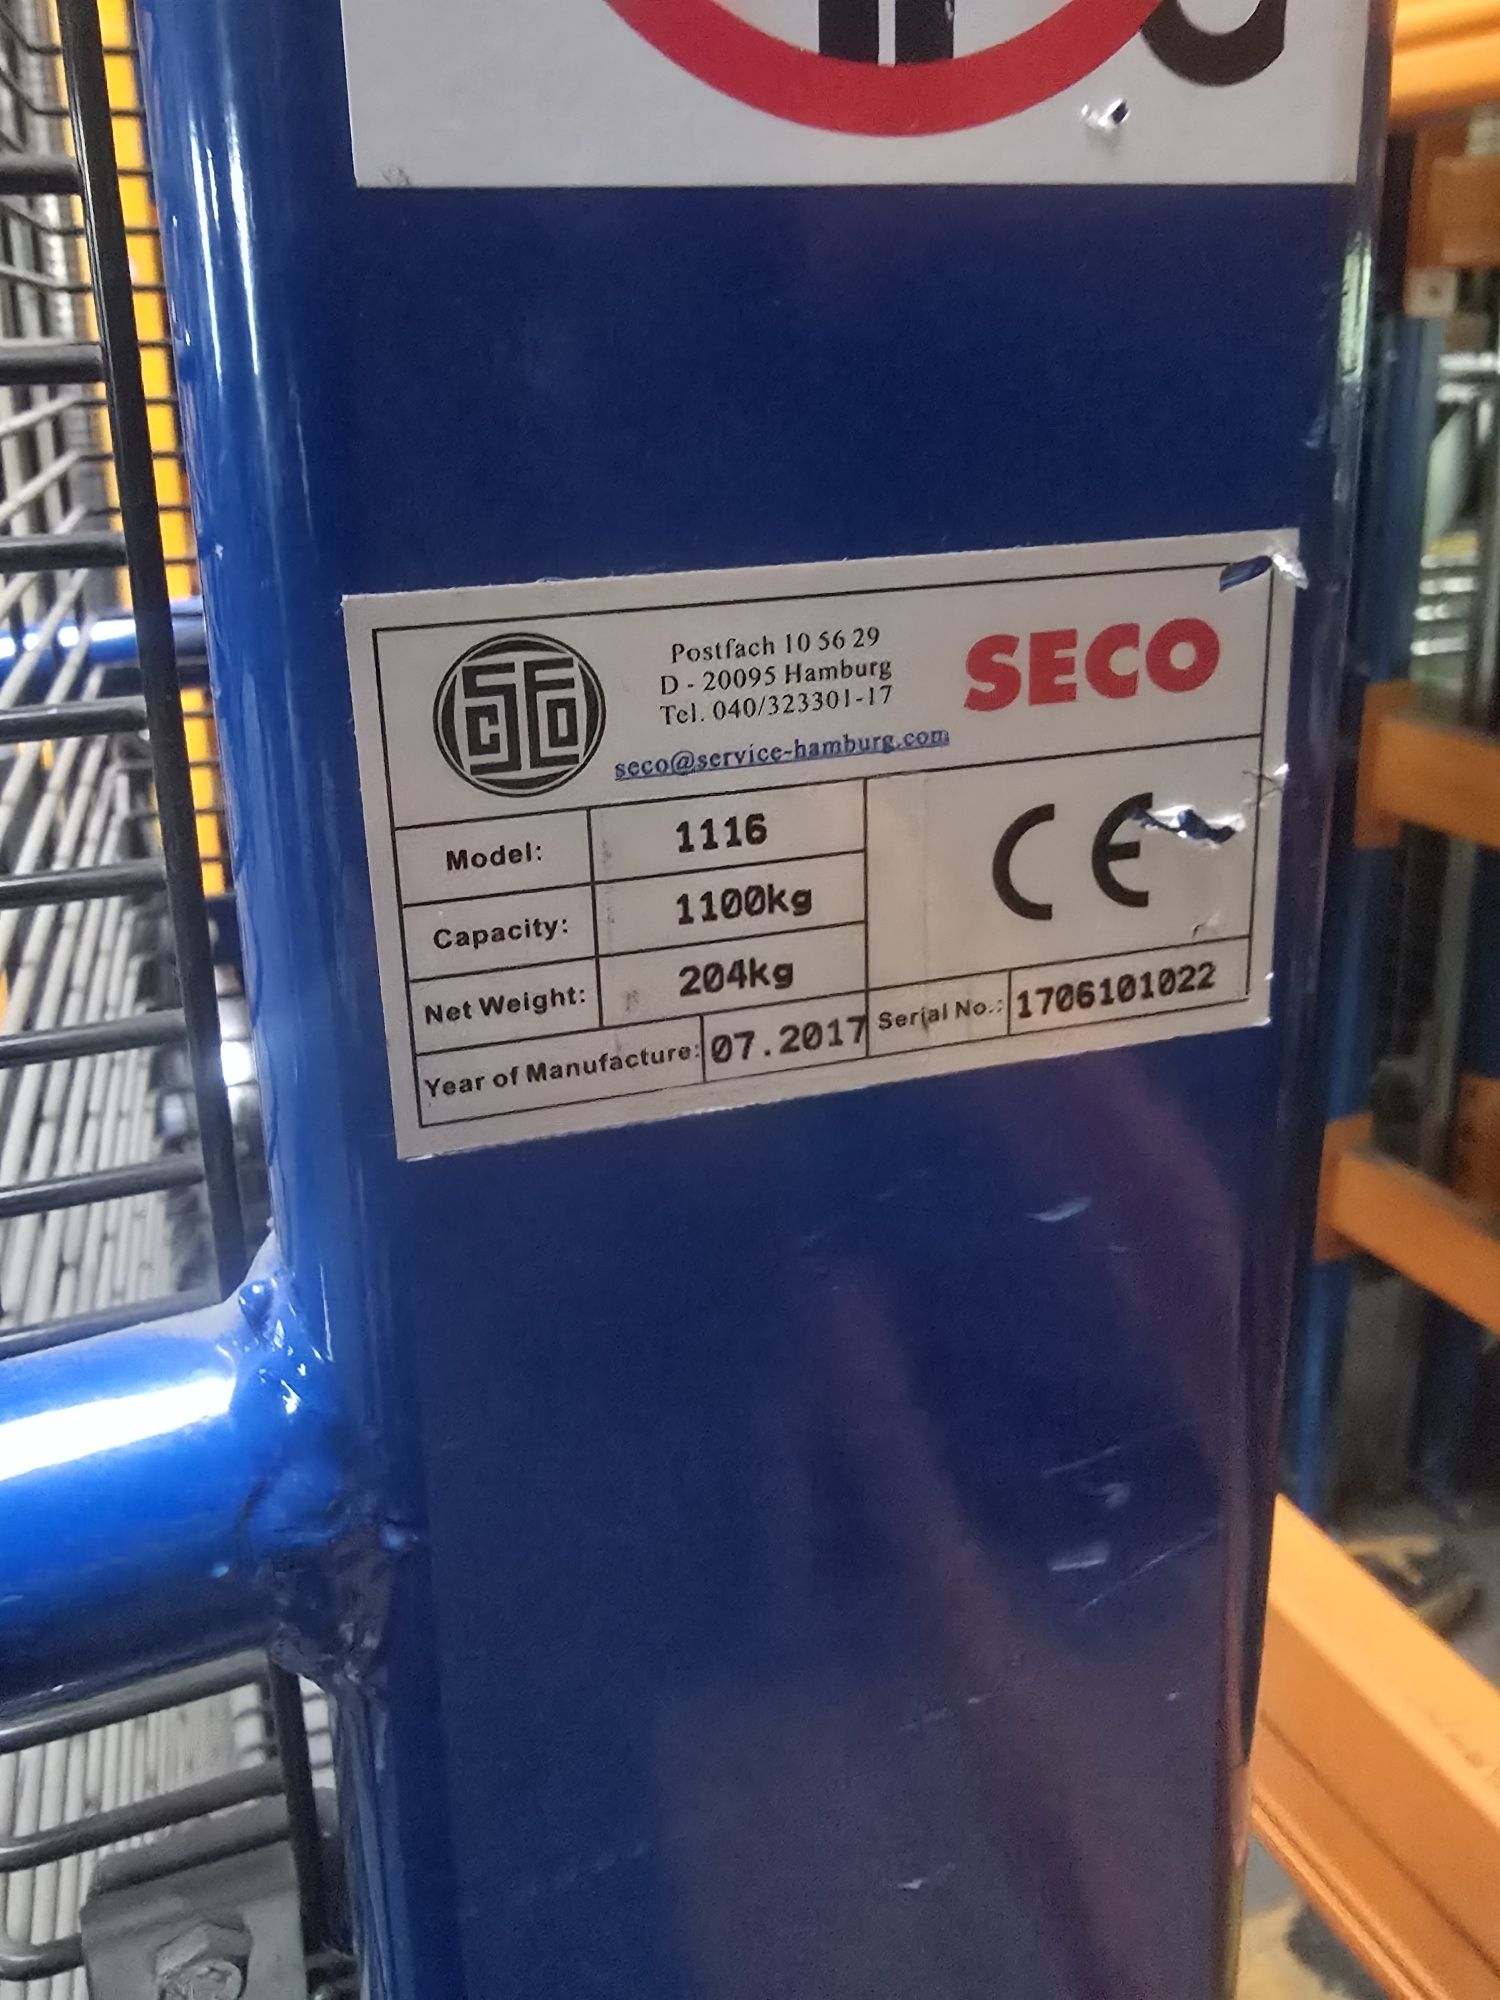 SECO
Postfach 10 56 29
D - 20095 Hamburg
Tel. 040/323301-17
seco@service-hamburg.com
SECO
Model: 1116
Capacity: 1100kg
Net Weight: 204kg
CE
Year of Manufacture: 07.2017
Serial No.: 1706101022